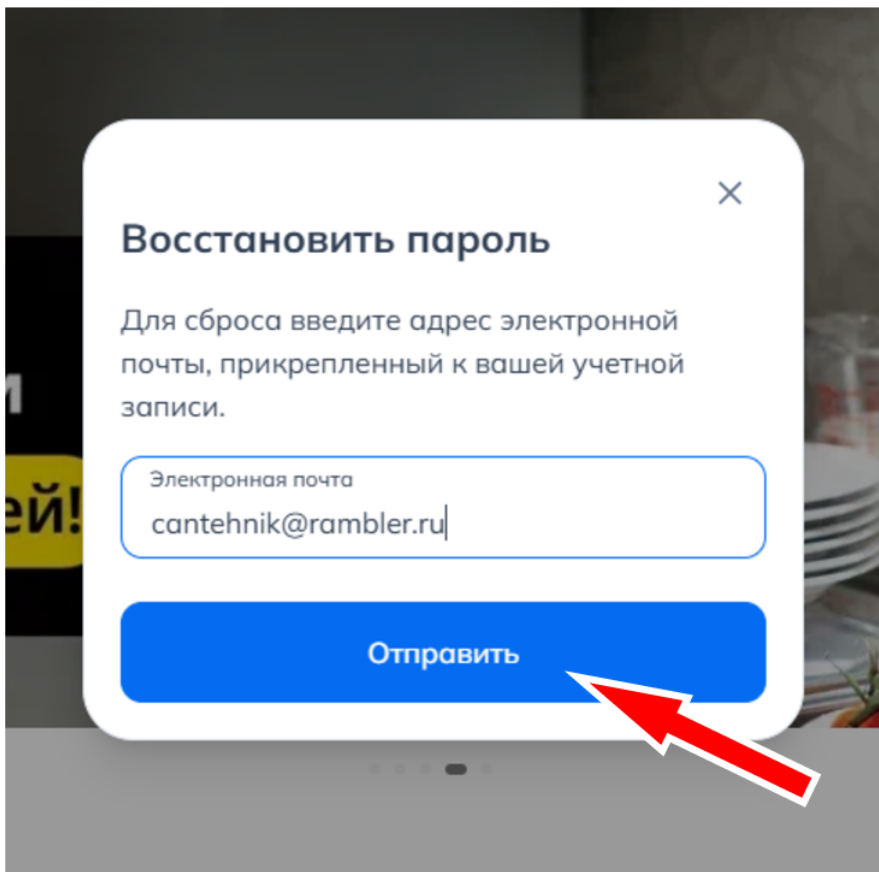 Восстановить пароль
Для сброса введите адрес электронной
почты, прикрепленный к вашей учетной
записи.
Электронная почта
cantehnik@rambler.ru
Отправить